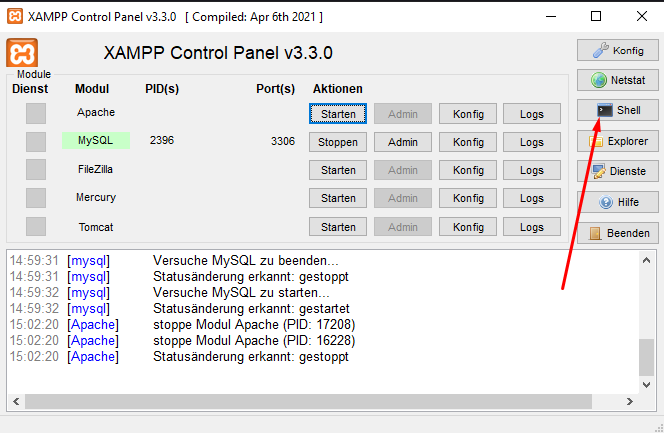 XAMPP Control Panel v3.3.0 [ Compiled: Apr 6th 2021 ]
XAMPP Control Panel v3.3.0
Konfig
Module
Dienst Modul PID(s) Port(s) Aktionen
Netstat
Apache Starten Admin Konfig Logs
Shell
MySQL 2396 3306 Stoppen Admin Konfig Logs
Explorer
FileZilla Starten Admin Konfig Logs
Dienste
Mercury Starten Admin Konfig Logs
Hilfe
Tomcat Starten Admin Konfig Logs
Beenden
14:59:31 [mysql] Versuche MySQL zu beenden...
14:59:31 [mysql] Statusänderung erkannt: gestoppt
14:59:32 [mysql] Versuche MySQL zu starten...
14:59:32 [mysql] Statusänderung erkannt: gestartet
15:02:20 [Apache] stoppe Modul Apache (PID: 17208)
15:02:20 [Apache] stoppe Modul Apache (PID: 16228)
15:02:20 [Apache] Statusänderung erkannt: gestoppt